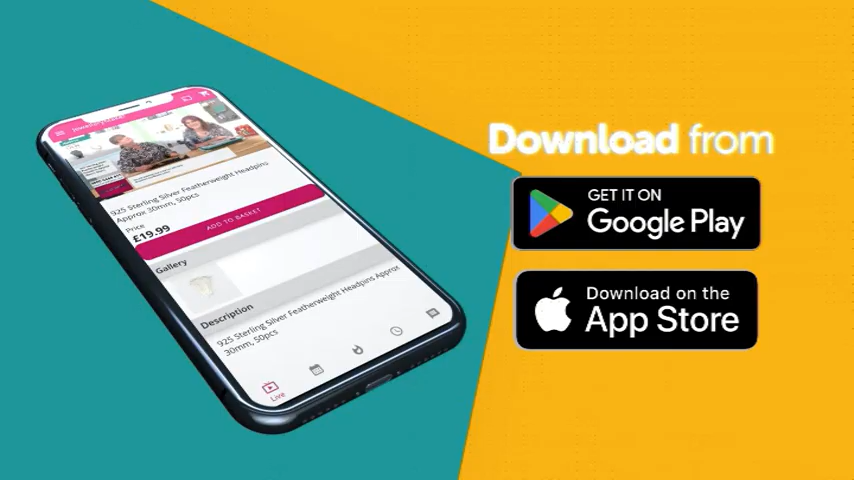 925 Sterling Silver Featherweight Headpins
Approx 30mm, 50pcs
Price
£19.99
ADD TO BASKET
Gallery
Description
925 Sterling Silver Featherweight Headpins Approx
30mm, 50pcs
Live
Download from
GET IT ON
Google Play
Download on the
App Store